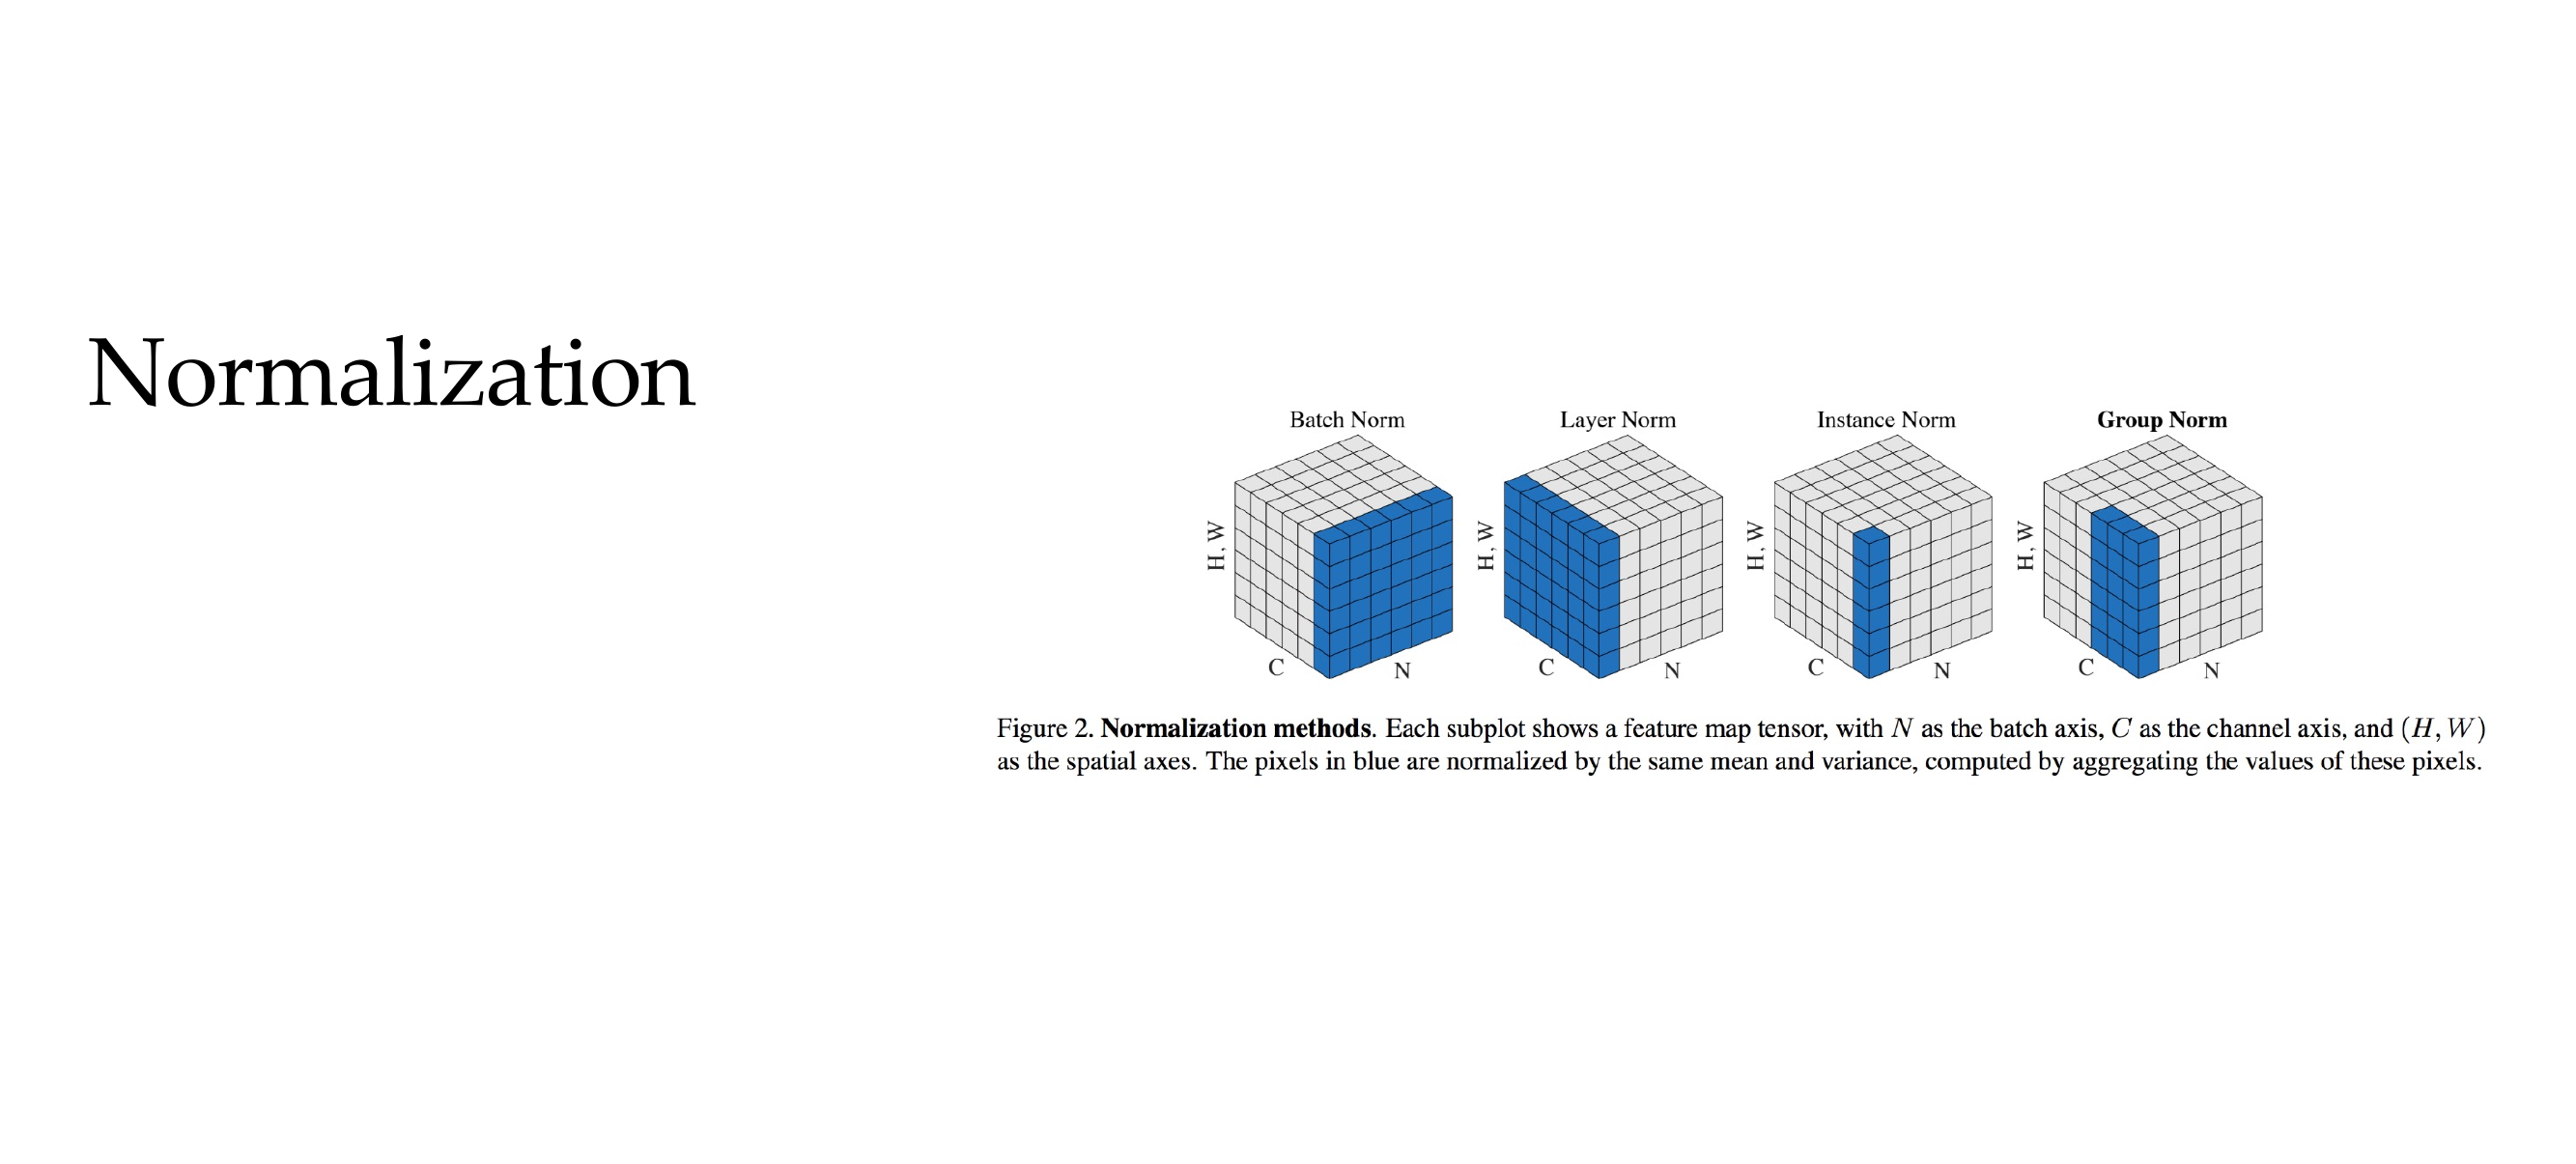 Normalization
Batch Norm
Layer Norm
Instance Norm
Group Norm
H, W
C
N
H, W
C
N
H, W
C
N
H, W
C
N
Figure 2. Normalization methods. Each subplot shows a feature map tensor, with N as the batch axis, C as the channel axis, and (H, W)
as the spatial axes. The pixels in blue are normalized by the same mean and variance, computed by aggregating the values of these pixels.